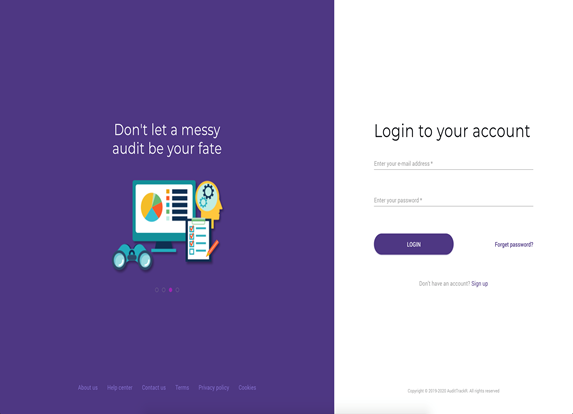 Don't let a messy
audit be your fate
About us Help center Contact us Terms Privacy policy Cookies
Login to your account
Enter your e-mail address *
Enter your password *
LOGIN Forget password?
Don't have an account? Sign up
Copyright © 2019-2020 AuditTrackR. All rights reserved